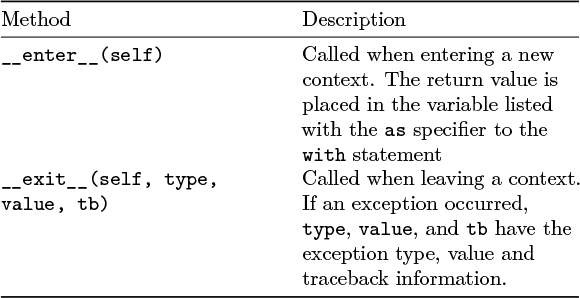 Method Description
__enter__(self) Called when entering a new
context. The return value is
placed in the variable listed
with the as specifier to the
with statement
__exit__(self, type, Called when leaving a context.
value, tb) If an exception occurred,
type, value, and tb have the
exception type, value and
traceback information.